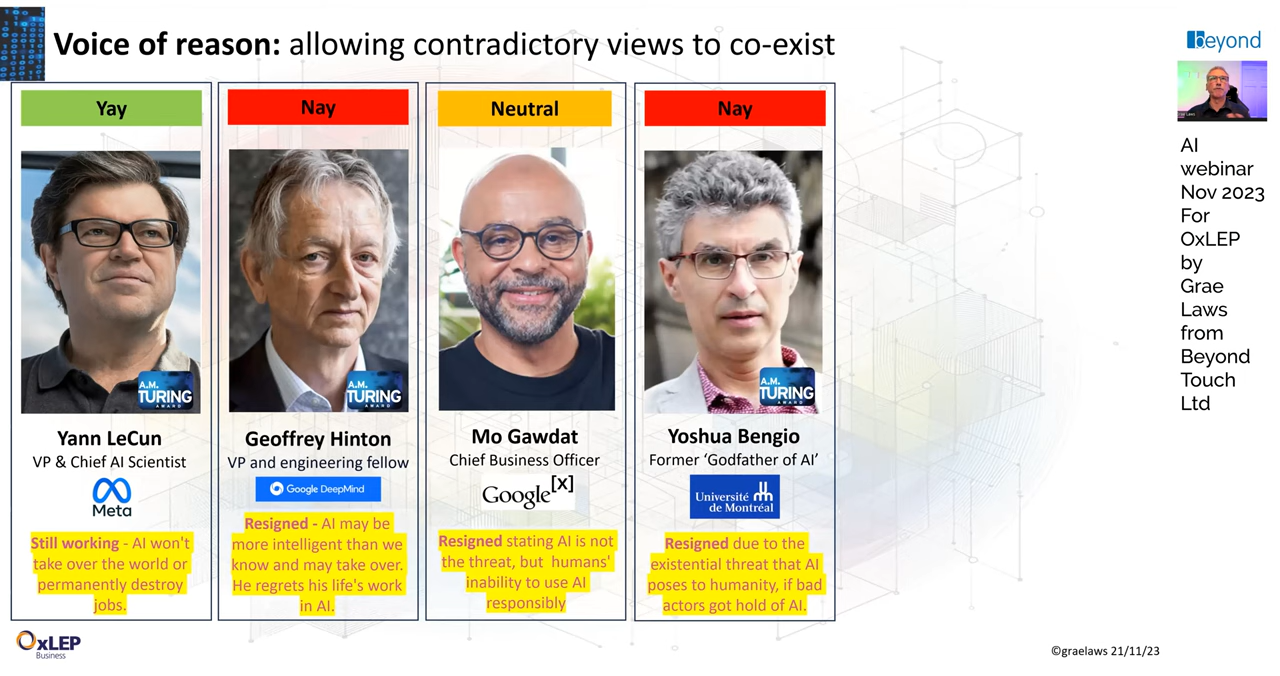 Voice of reason: allowing contradictory views to co-exist
Yay
Yann LeCun
VP & Chief AI Scientist
Meta
Still working - AI won't
take over the world or
permanently destroy
jobs.
A.M.
TURING
AWARD
Nay
Geoffrey Hinton
VP and engineering fellow
Google DeepMind
Resigned - AI may be
more intelligent than we
know and may take over.
He regrets his life's work
in AI.
A.M.
TURING
AWARD
Neutral
Mo Gawdat
Chief Business Officer
Google[x]
Resigned stating AI is not
the threat, but humans'
inability to use AI
responsibly
Nay
A.M.
TURING
AWARD
Yoshua Bengio
Former ‘Godfather of AI’
Université
de Montréal
Resigned due to the
existential threat that AI
poses to humanity, if bad
actors got hold of AI.
beyond
AI
webinar
Nov 2023
For
OxLEP
by
Grae
Laws
from
Beyond
Touch
Ltd
OxLEP
Business
©graelaws 21/11/23